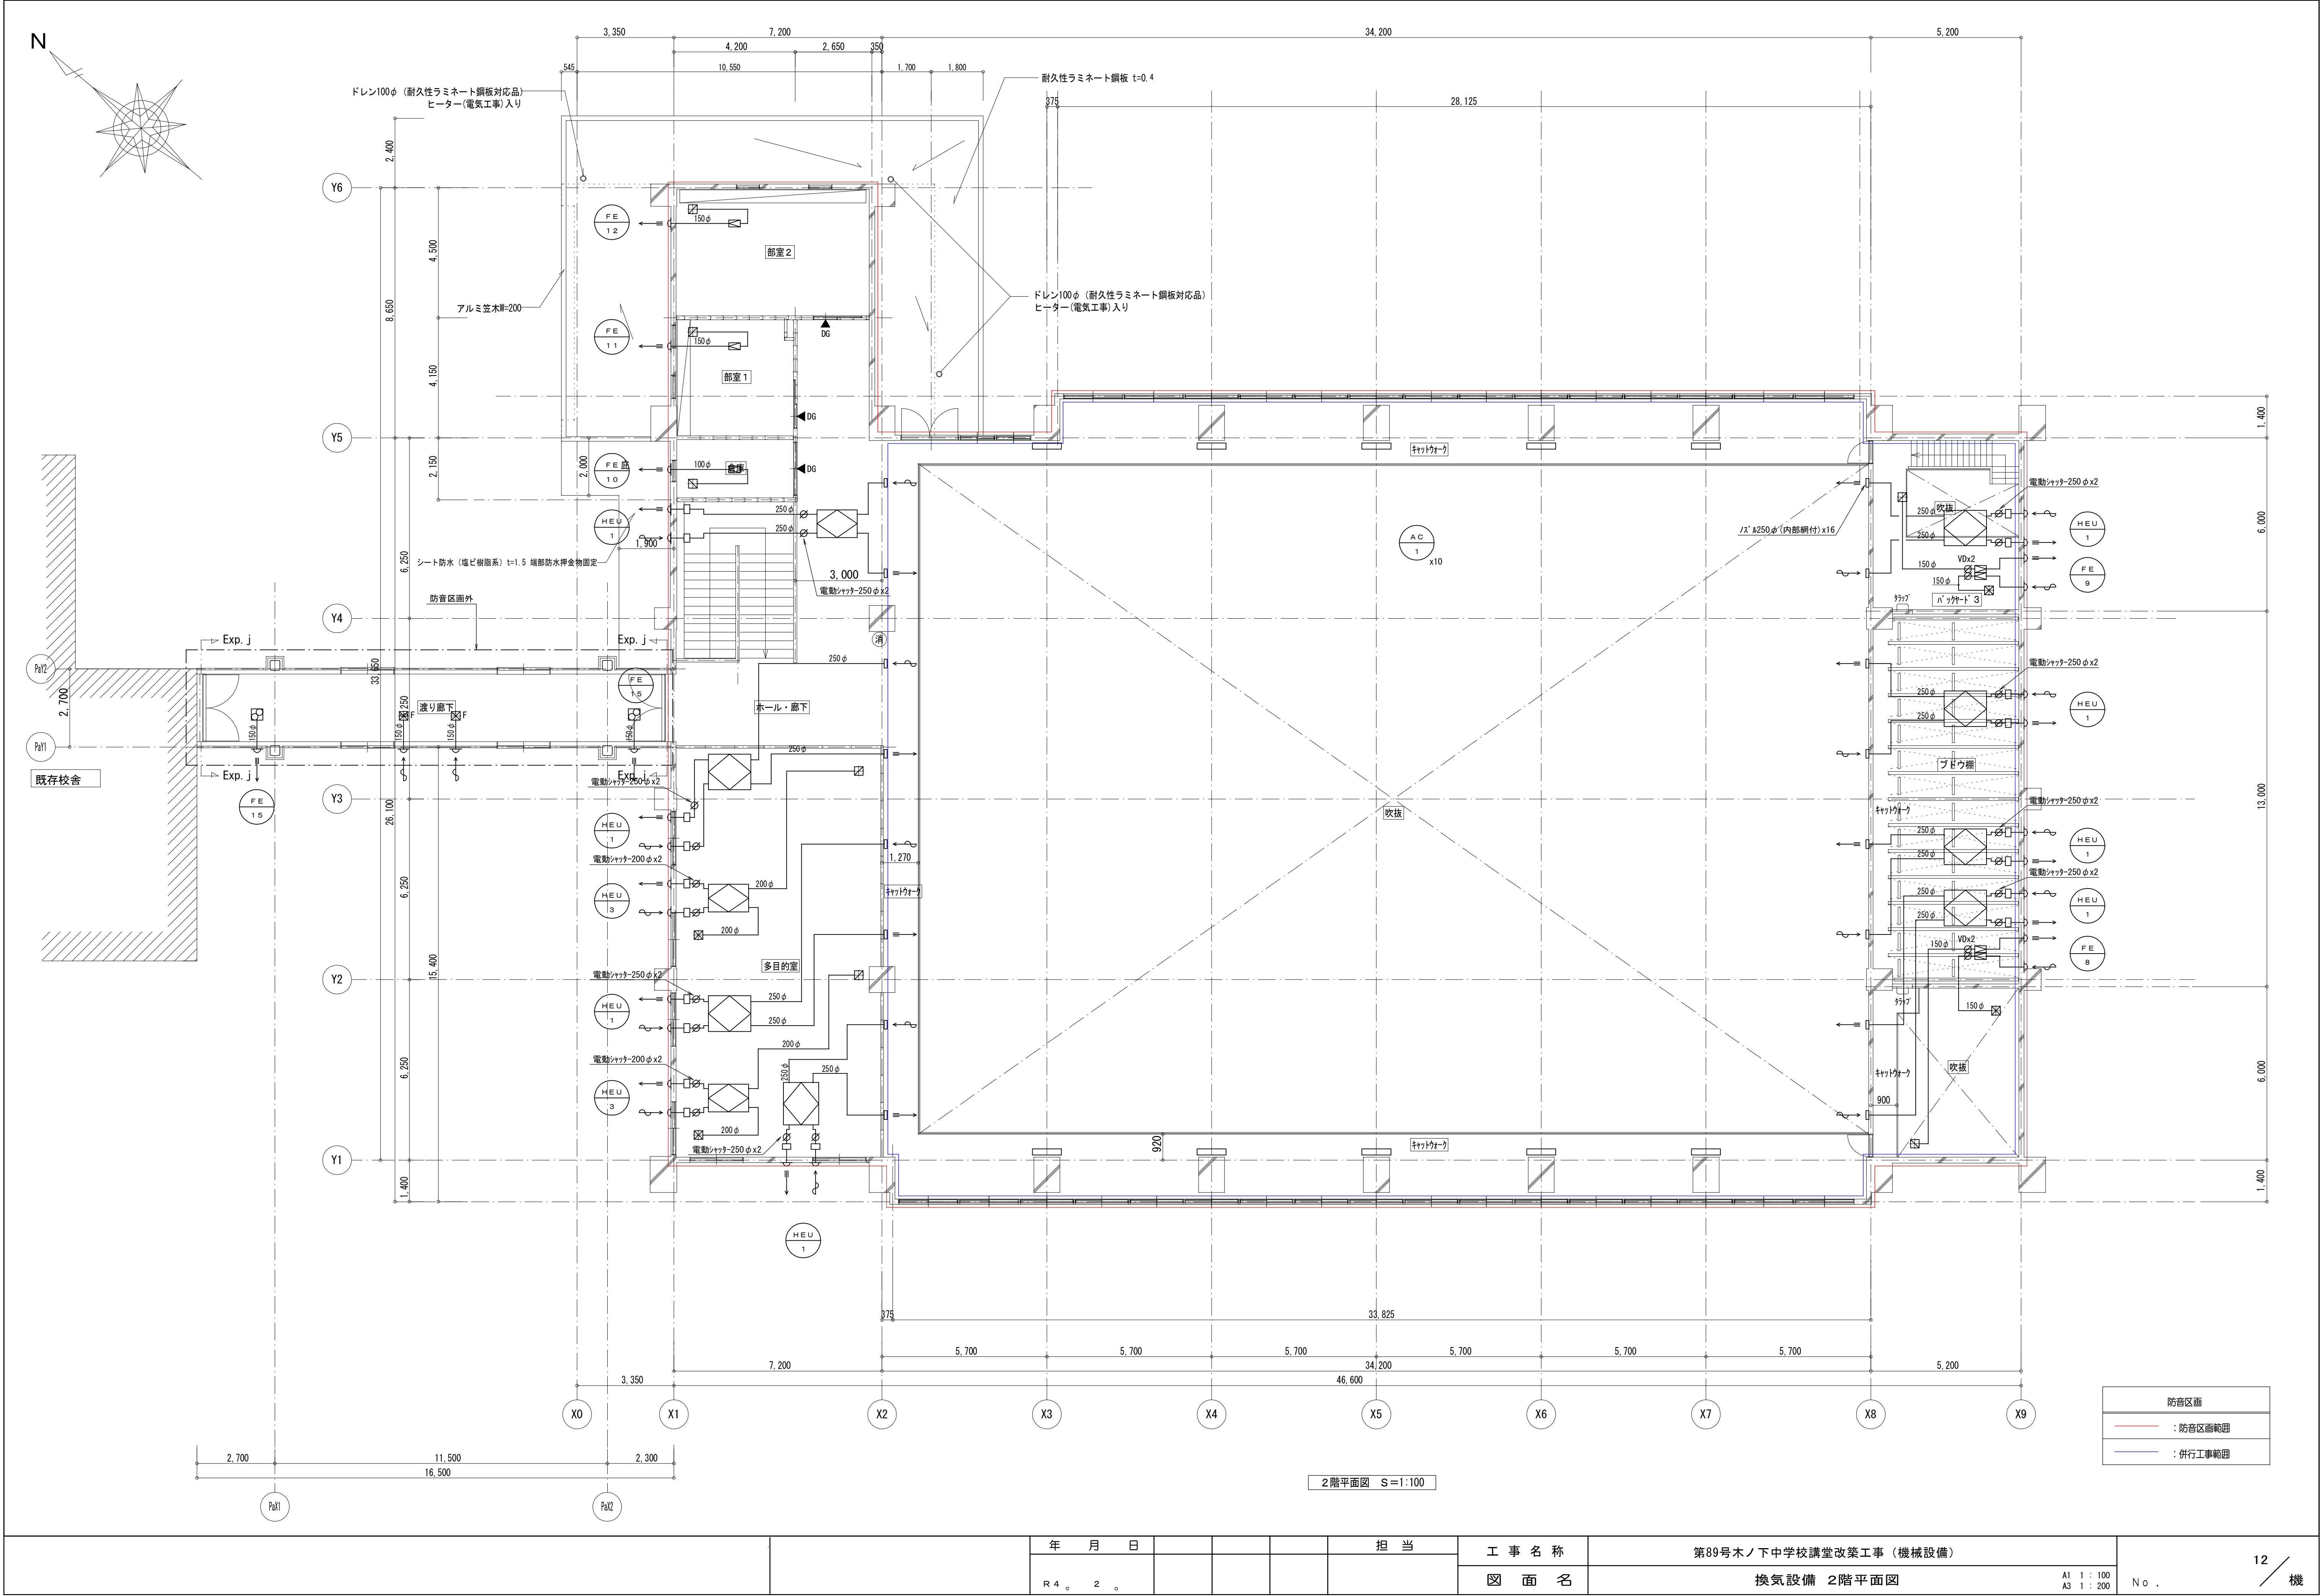 N
3,350
7,200
34,200
5,200
4,200
2,650
350
545
10,550
1,700
1,800
375
28,125
ドレン100φ (耐久性ラミネート鋼板対応品)
ヒーター(電気工事)入り
耐久性ラミネート鋼板 t=0.4
2,400
Y6
FE
12
150φ
部室2
4,500
8,650
アルミ笠木W=200
ドレン100φ (耐久性ラミネート鋼板対応品)
ヒーター(電気工事)入り
FE
11
150φ
DG
部室1
4,150
DG
Y5
キャットウォーク
1,400
2,150
2,000
FE
10
庇
100φ
倉庫
DG
電動シャッター250φx2
吹抜
HEU
1
250φ
250φ
250φ
250φ
HEU
1
6,000
ノズル250φ(内部網付)x16
AC
1
x10
1,900
シート防水 (塩ビ樹脂系) t=1.5 端部防水押金物固定
6,250
3,000
電動シャッター250φx2
VDx2
150φ
150φ
FE
9
タラップ
バックヤード3
防音区画外
Y4
消
Exp.j
Exp.j
PaY2
33,650
2,700
250φ
FE
15
渡り廊下
6,250
F
F
150φ
150φ
150φ
150φ
ホール・廊下
電動シャッター250φx2
250φ
250φ
HEU
1
PaY1
既存校舎
Exp.j
Exp.j
250φ
電動シャッター250φx2
ブドウ棚
FE
15
Y3
26,100
吹抜
13,000
キャットウォーク
電動シャッター250φx2
HEU
1
250φ
250φ
HEU
1
電動シャッター200φx2
1,270
200φ
キャットウォーク
HEU
3
200φ
6,250
電動シャッター250φx2
250φ
250φ
HEU
1
15,400
多目的室
VDx2
150φ
FE
8
Y2
電動シャッター250φx2
250φ
250φ
HEU
1
タラップ
150φ
200φ
電動シャッター200φx2
250φ
250φ
HEU
3
200φ
6,250
吹抜
キャットウォーク
900
6,000
電動シャッター250φx2
920
キャットウォーク
Y1
1,400
1,400
HEU
1
375
33,825
5,700
5,700
5,700
5,700
5,700
5,700
7,200
34,200
5,200
3,350
46,600
X0
X1
X2
X3
X4
X5
X6
X7
X8
X9
防音区画
:防音区画範囲
:併行工事範囲
2,700
11,500
2,300
16,500
PaX1
PaX2
2階平面図 S=1:100
年 月 日
担 当
R4。 2 。
工 事 名 称
第89号木ノ下中学校講堂改築工事 (機械設備)
図 面 名
換気設備 2階平面図
A1 1 : 100
A3 1 : 200
No.
12
機